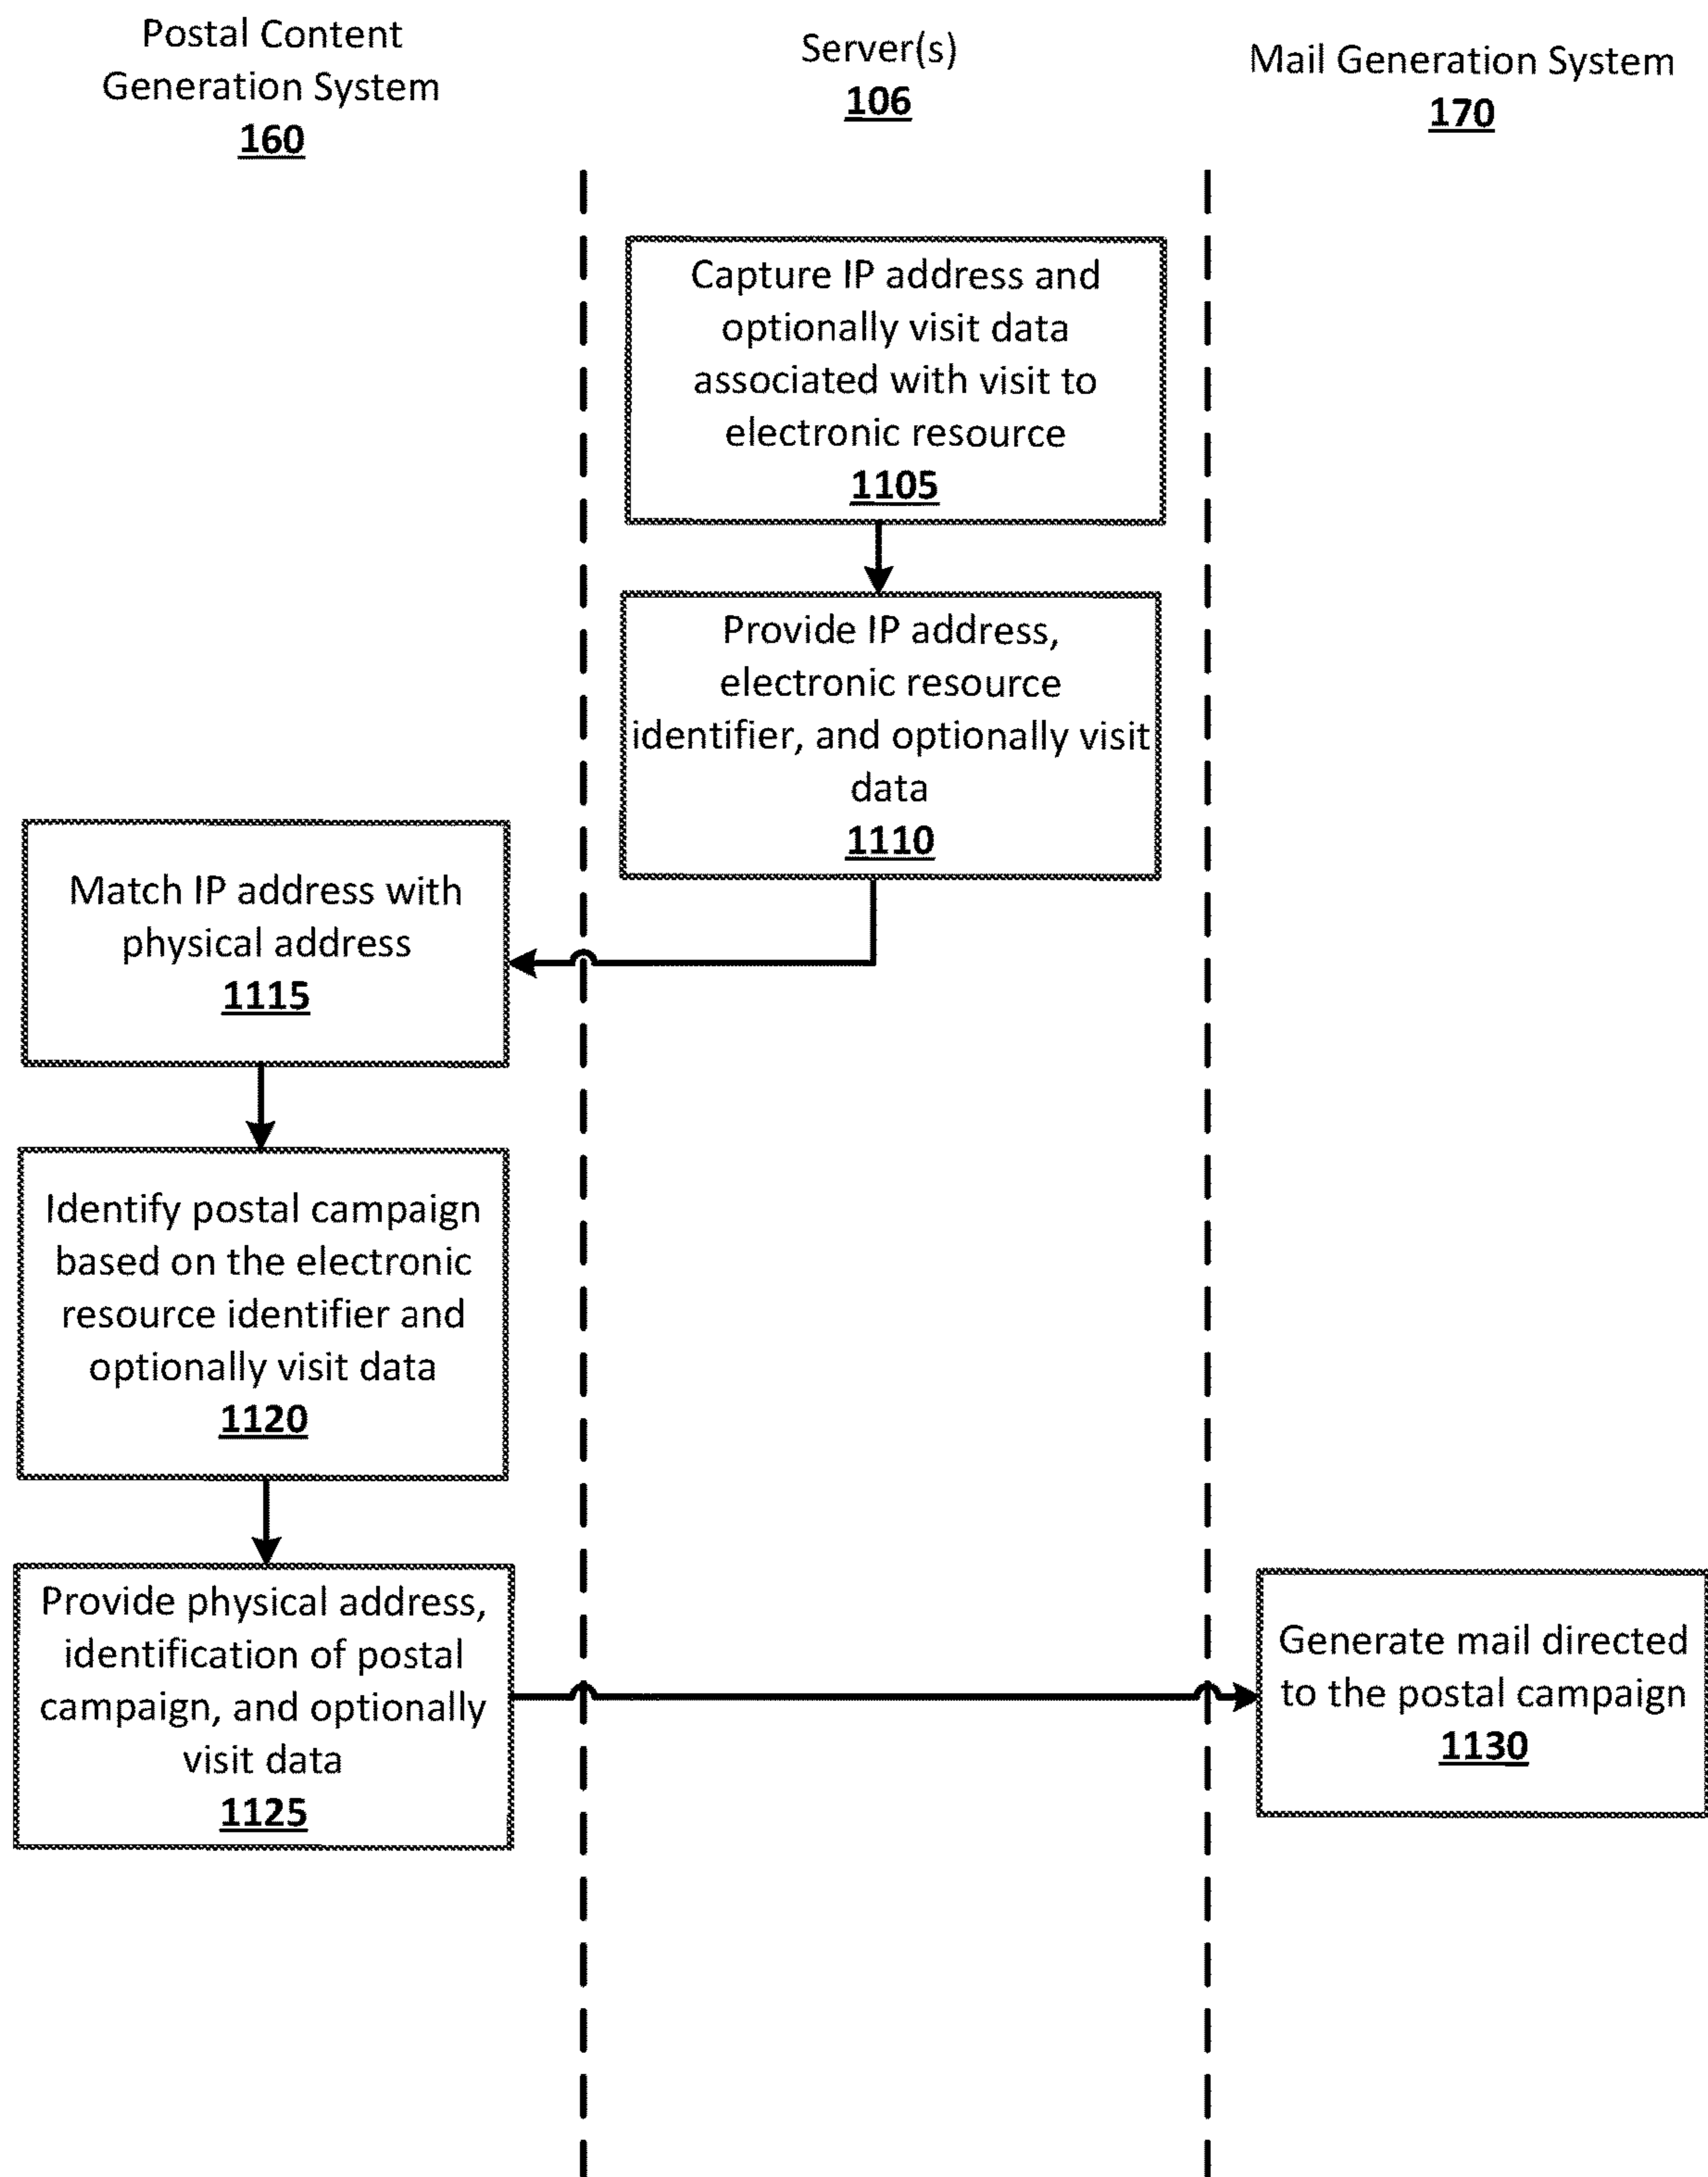 Postal Content
Generation System
160
Server(s)
106
Mail Generation System
170
Capture IP address and
optionally visit data
associated with visit to
electronic resource
1105
Provide IP address,
electronic resource
identifier, and optionally visit
data
1110
Match IP address with
physical address
1115
Identify postal campaign
based on the electronic
resource identifier and
optionally visit data
1120
Provide physical address,
identification of postal
campaign, and optionally
visit data
1125
Generate mail directed
to the postal campaign
1130